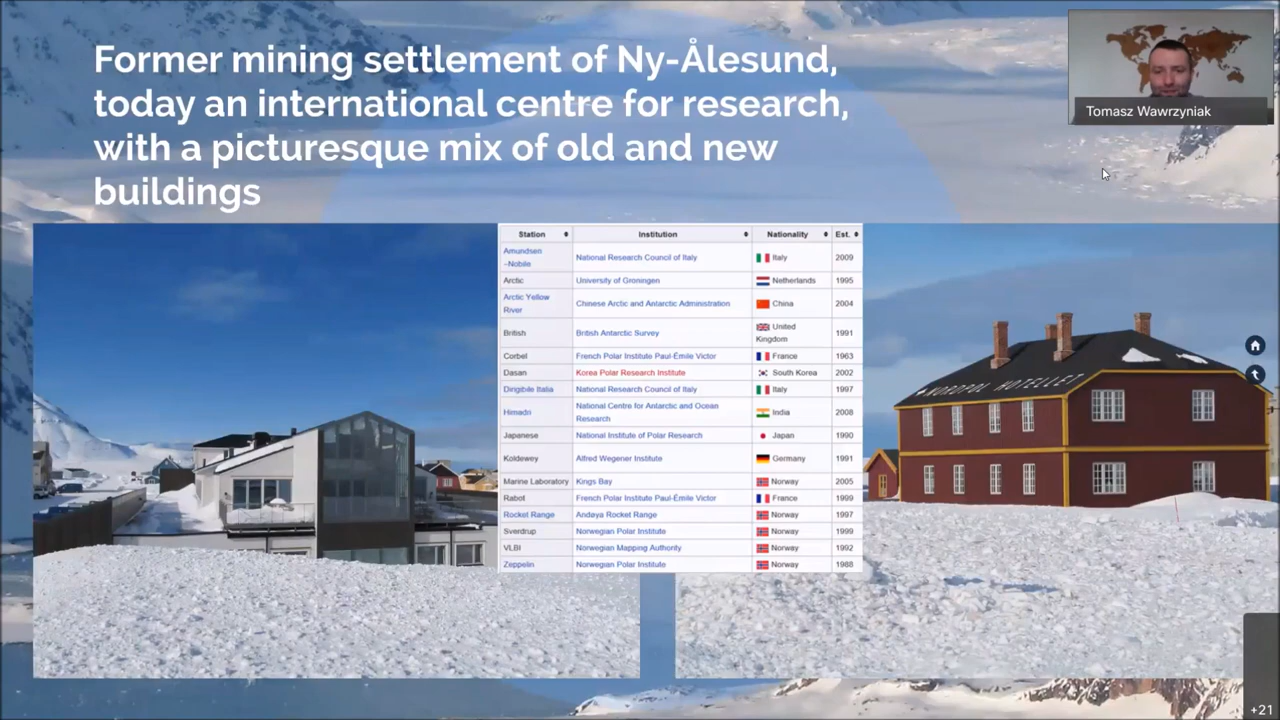 Former mining settlement of Ny-Ålesund,
today an international centre for research,
with a picturesque mix of old and new
buildings
Tomasz Wawrzyniak
Station Institution Nationality Est.
Amundsen
–Nobile National Research Council of Italy Italy 2009
Arctic University of Groningen Netherlands 1995
Arctic Yellow
River Chinese Arctic and Antarctic Administration China 2004
British British Antarctic Survey United
Kingdom 1991
Corbel French Polar Institute Paul-Émile Victor France 1963
Dasan Korea Polar Research Institute South Korea 2002
Dirigibile Italia National Research Council of Italy Italy 1997
Himadri National Centre for Antarctic and Ocean
Research India 2008
Japanese National Institute of Polar Research Japan 1990
Koldewey Alfred Wegener Institute Germany 1991
Marine Laboratory Kings Bay Norway 2005
Rabot French Polar Institute Paul-Émile Victor France 1999
Rocket Range Andøya Rocket Range Norway 1997
Sverdrup Norwegian Polar Institute Norway 1999
VLBI Norwegian Mapping Authority Norway 1992
Zeppelin Norwegian Polar Institute Norway 1988
NORDPOL HOTELLET
+21